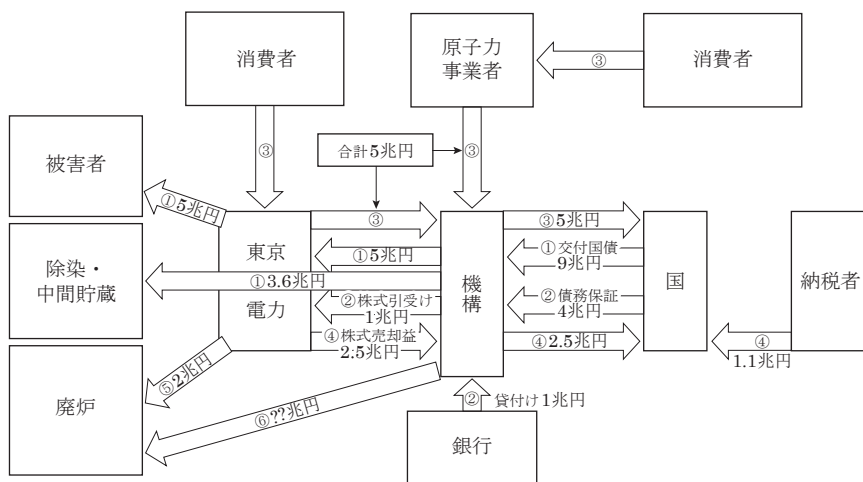 消費者
原子力
事業者
③
消費者
③
合計5兆円
③
被害者
①5兆円
③
③5兆円
東京
電力
①5兆円
機構
①交付国債
9兆円
国
納税者
除染・
中間貯蔵
①3.6兆円
②株式引受け
1兆円
②債務保証
4兆円
④株式売却益
2.5兆円
④2.5兆円
④
1.1兆円
⑤2兆円
廃炉
⑥??兆円
②
貸付け1兆円
銀行